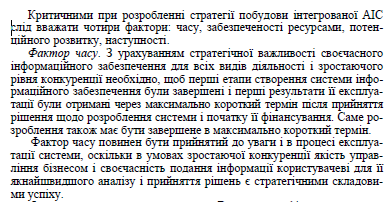 Критичними при розробленні стратегії побудови інтегрованої АІС
слід вважати чотири фактори: часу, забезпеченості ресурсами, потен-
ційного розвитку, наступності.
Фактор часу. З урахуванням стратегічної важливості своєчасного
інформаційного забезпечення для всіх видів діяльності і зростаючого
рівня конкуренції необхідно, щоб перші етапи створення системи інфо-
рмаційного забезпечення були завершені і перші результати її експлуа-
тації були отримані через максимально короткий термін після прийняття
рішення щодо розроблення системи і початку її фінансування. Саме ро-
зроблення також має бути завершене в максимально короткий термін.
Фактор часу повинен бути прийнятий до уваги і в процесі експлуа-
тації системи, оскільки в умовах зростаючої конкуренції якість управ-
ління бізнесом і своєчасність подання інформації користувачеві для її
якнайшвидшого аналізу і прийняття рішень є стратегічними складови-
ми успіху.